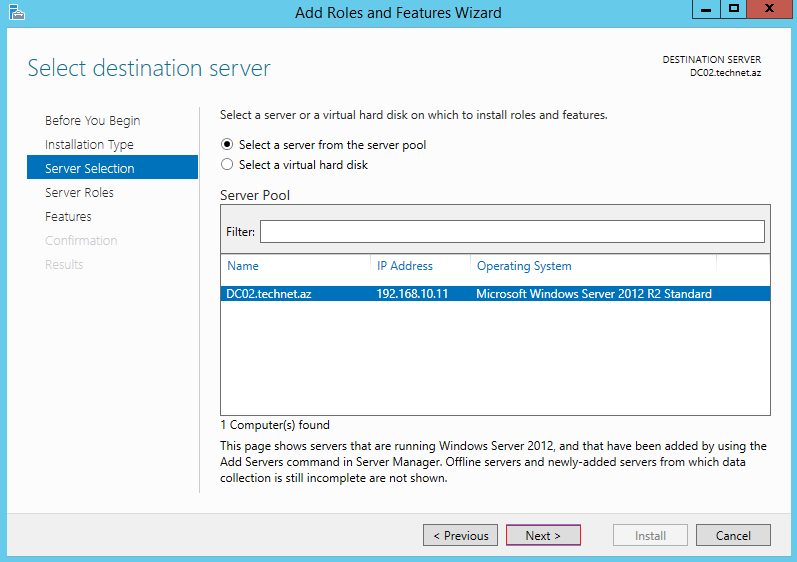 Add Roles and Features Wizard
Select destination server
DESTINATION SERVER
DC02.technet.az
Before You Begin
Installation Type
Server Selection
Server Roles
Features
Confirmation
Results
Select a server or a virtual hard disk on which to install roles and features.
Select a server from the server pool
Select a virtual hard disk
Server Pool
Filter:
Name IP Address Operating System
DC02.technet.az 192.168.10.11 Microsoft Windows Server 2012 R2 Standard
1 Computer(s) found
This page shows servers that are running Windows Server 2012, and that have been added by using the
Add Servers command in Server Manager. Offline servers and newly-added servers from which data
collection is still incomplete are not shown.
< Previous Next > Install Cancel